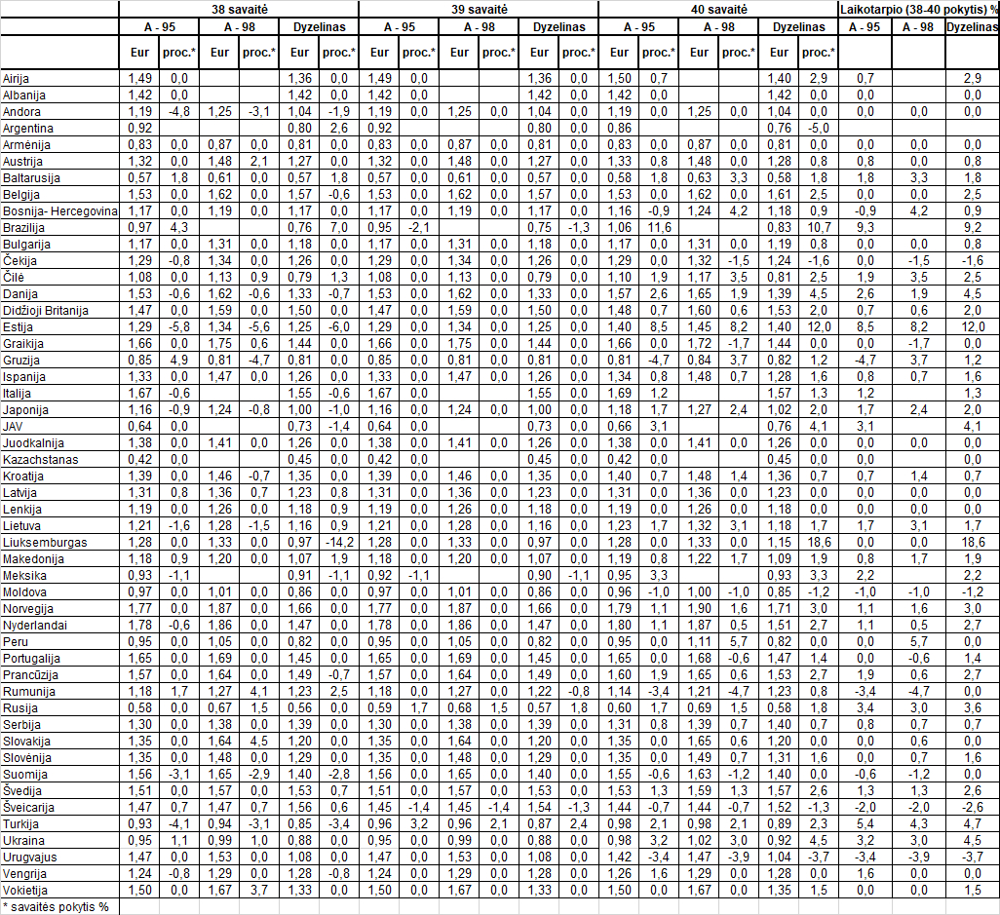 38 savaitė 39 savaitė 40 savaitė Laikotarpio (38-40 pokytis) %
A - 95 A - 98 Dyzelinas A - 95 A - 98 Dyzelinas A - 95 A - 98 Dyzelinas A - 95 A - 98 Dyzelinas
Eur proc.* Eur proc.* Eur proc.* Eur proc.* Eur proc.* Eur proc.* Eur proc.* Eur proc.* Eur proc.*
Airija 1,49 0,0 1,36 0,0 1,49 0,0 1,36 0,0 1,50 0,7 1,40 2,9 0,7 2,9
Albanija 1,42 0,0 1,42 0,0 1,42 0,0 1,42 0,0 1,42 0,0 1,42 0,0 0,0 0,0
Andora 1,19 -4,8 1,25 -3,1 1,04 -1,9 1,19 0,0 1,25 0,0 1,04 0,0 1,19 0,0 1,25 0,0 1,04 0,0 0,0 0,0 0,0
Argentina 0,92 0,80 2,6 0,92 0,80 0,0 0,86 0,76 -5,0
Armėnija 0,83 0,0 0,87 0,0 0,81 0,0 0,83 0,0 0,87 0,0 0,81 0,0 0,83 0,0 0,87 0,0 0,81 0,0 0,0 0,0 0,0
Austrija 1,32 0,0 1,48 2,1 1,27 0,0 1,32 0,0 1,48 0,0 1,27 0,0 1,33 0,8 1,48 0,0 1,28 0,8 0,8 0,0 0,8
Baltarusija 0,57 1,8 0,61 0,0 0,57 1,8 0,57 0,0 0,61 0,0 0,57 0,0 0,58 1,8 0,63 3,3 0,58 1,8 1,8 3,3 1,8
Belgija 1,53 0,0 1,62 0,0 1,57 -0,6 1,53 0,0 1,62 0,0 1,57 0,0 1,53 0,0 1,62 0,0 1,61 2,5 0,0 0,0 2,5
Bosnija- Hercegovina 1,17 0,0 1,19 0,0 1,17 0,0 1,17 0,0 1,19 0,0 1,17 0,0 1,16 -0,9 1,24 4,2 1,18 0,9 -0,9 4,2 0,9
Brazilija 0,97 4,3 0,76 7,0 0,95 -2,1 0,75 -1,3 1,06 11,6 0,83 10,7 9,3 9,2
Bulgarija 1,17 0,0 1,31 0,0 1,18 0,0 1,17 0,0 1,31 0,0 1,18 0,0 1,17 0,0 1,31 0,0 1,19 0,8 0,0 0,0 0,8
Čekija 1,29 -0,8 1,34 0,0 1,26 0,0 1,29 0,0 1,34 0,0 1,26 0,0 1,29 0,0 1,32 -1,5 1,24 -1,6 0,0 -1,5 -1,6
Čilė 1,08 0,0 1,13 0,9 0,79 1,3 1,08 0,0 1,13 0,0 0,79 0,0 1,10 1,9 1,17 3,5 0,81 2,5 1,9 3,5 2,5
Danija 1,53 -0,6 1,62 -0,6 1,33 -0,7 1,53 0,0 1,62 0,0 1,33 0,0 1,57 2,6 1,65 1,9 1,39 4,5 2,6 1,9 4,5
Didžioji Britanija 1,47 0,0 1,59 0,0 1,50 0,0 1,47 0,0 1,59 0,0 1,50 0,0 1,48 0,7 1,60 0,6 1,53 2,0 0,7 0,6 2,0
Estija 1,29 -5,8 1,34 -5,6 1,25 -6,0 1,29 0,0 1,34 0,0 1,25 0,0 1,40 8,5 1,45 8,2 1,40 12,0 8,5 8,2 12,0
Graikija 1,66 0,0 1,75 0,6 1,44 0,0 1,66 0,0 1,75 0,0 1,44 0,0 1,66 0,0 1,72 -1,7 1,44 0,0 0,0 -1,7 0,0
Gruzija 0,85 4,9 0,81 -4,7 0,81 0,0 0,85 0,0 0,81 0,0 0,81 0,0 0,81 -4,7 0,84 3,7 0,82 1,2 -4,7 3,7 1,2
Ispanija 1,33 0,0 1,47 0,0 1,26 0,0 1,33 0,0 1,47 0,0 1,26 0,0 1,34 0,8 1,48 0,7 1,28 1,6 0,8 0,7 1,6
Italija 1,67 -0,6 1,55 -0,6 1,67 0,0 1,55 0,0 1,69 1,2 1,57 1,3 1,2 1,3
Japonija 1,16 -0,9 1,24 -0,8 1,00 -1,0 1,16 0,0 1,24 0,0 1,00 0,0 1,18 1,7 1,27 2,4 1,02 2,0 1,7 2,4 2,0
JAV 0,64 0,0 0,73 -1,4 0,64 0,0 0,73 0,0 0,66 3,1 0,76 4,1 3,1 4,1
Juodkalnija 1,38 0,0 1,41 0,0 1,26 0,0 1,38 0,0 1,41 0,0 1,26 0,0 1,38 0,0 1,41 0,0 1,26 0,0 0,0 0,0 0,0
Kazachstanas 0,42 0,0 0,45 0,0 0,42 0,0 0,45 0,0 0,42 0,0 0,45 0,0 0,0 0,0
Kroatija 1,39 0,0 1,46 -0,7 1,35 0,0 1,39 0,0 1,46 0,0 1,35 0,0 1,40 0,7 1,48 1,4 1,36 0,7 0,7 1,4 0,7
Latvija 1,31 0,8 1,36 0,7 1,23 0,8 1,31 0,0 1,36 0,0 1,23 0,0 1,31 0,0 1,36 0,0 1,23 0,0 0,0 0,0 0,0
Lenkija 1,19 0,0 1,26 0,0 1,18 0,9 1,19 0,0 1,26 0,0 1,18 0,0 1,19 0,0 1,26 0,0 1,18 0,0 0,0 0,0 0,0
Lietuva 1,21 -1,6 1,28 -1,5 1,16 0,9 1,21 0,0 1,28 0,0 1,16 0,0 1,23 1,7 1,32 3,1 1,18 1,7 1,7 3,1 1,7
Liuksemburgas 1,28 0,0 1,33 0,0 0,97 -14,2 1,28 0,0 1,33 0,0 0,97 0,0 1,28 0,0 1,33 0,0 1,15 18,6 0,0 0,0 18,6
Makedonija 1,18 0,9 1,20 0,0 1,07 1,9 1,18 0,0 1,20 0,0 1,07 0,0 1,19 0,8 1,22 1,7 1,09 1,9 0,8 1,7 1,9
Meksika 0,93 -1,1 0,91 -1,1 0,92 -1,1 0,90 -1,1 0,95 3,3 0,93 3,3 2,2 2,2
Moldova 0,97 0,0 1,01 0,0 0,86 0,0 0,97 0,0 1,01 0,0 0,86 0,0 0,96 -1,0 1,00 -1,0 0,85 -1,2 -1,0 -1,0 -1,2
Norvegija 1,77 0,0 1,87 0,0 1,66 0,0 1,77 0,0 1,87 0,0 1,66 0,0 1,79 1,1 1,90 1,6 1,71 3,0 1,1 1,6 3,0
Nyderlandai 1,78 -0,6 1,86 0,0 1,47 0,0 1,78 0,0 1,86 0,0 1,47 0,0 1,80 1,1 1,87 0,5 1,51 2,7 1,1 0,5 2,7
Peru 0,95 0,0 1,05 0,0 0,82 0,0 0,95 0,0 1,05 0,0 0,82 0,0 0,95 0,0 1,11 5,7 0,82 0,0 0,0 5,7 0,0
Portugalija 1,65 0,0 1,69 0,0 1,45 0,0 1,65 0,0 1,69 0,0 1,45 0,0 1,65 0,0 1,68 -0,6 1,47 1,4 0,0 -0,6 1,4
Prancūzija 1,57 0,0 1,64 0,0 1,49 -0,7 1,57 0,0 1,64 0,0 1,49 0,0 1,60 1,9 1,65 0,6 1,53 2,7 1,9 0,6 2,7
Rumunija 1,18 1,7 1,27 4,1 1,23 2,5 1,18 0,0 1,27 0,0 1,22 -0,8 1,14 -3,4 1,21 -4,7 1,23 0,8 -3,4 -4,7 0,0
Rusija 0,58 0,0 0,67 1,5 0,56 0,0 0,59 1,7 0,68 1,5 0,57 1,8 0,60 1,7 0,69 1,5 0,58 1,8 3,4 3,0 3,6
Serbija 1,30 0,0 1,38 0,0 1,39 0,0 1,30 0,0 1,38 0,0 1,39 0,0 1,31 0,8 1,39 0,7 1,40 0,7 0,8 0,7 0,7
Slovakija 1,35 0,0 1,64 4,5 1,20 0,0 1,35 0,0 1,64 0,0 1,20 0,0 1,35 0,0 1,65 0,6 1,20 0,0 0,0 0,6 0,0
Slovėnija 1,35 0,0 1,48 0,0 1,29 0,0 1,35 0,0 1,48 0,0 1,29 0,0 1,35 0,0 1,49 0,7 1,31 1,6 0,0 0,7 1,6
Suomija 1,56 -3,1 1,65 -2,9 1,40 -2,8 1,56 0,0 1,65 0,0 1,40 0,0 1,55 -0,6 1,63 -1,2 1,40 0,0 -0,6 -1,2 0,0
Švedija 1,51 0,0 1,57 0,0 1,53 0,7 1,51 0,0 1,57 0,0 1,53 0,0 1,53 1,3 1,59 1,3 1,57 2,6 1,3 1,3 2,6
Šveicarija 1,47 0,7 1,47 0,7 1,56 0,6 1,45 -1,4 1,45 -1,4 1,54 -1,3 1,44 -0,7 1,44 -0,7 1,52 -1,3 -2,0 -2,0 -2,6
Turkija 0,93 -4,1 0,94 -3,1 0,85 -3,4 0,96 3,2 0,96 2,1 0,87 2,4 0,98 2,1 0,98 2,1 0,89 2,3 5,4 4,3 4,7
Ukraina 0,95 1,1 0,99 1,0 0,88 0,0 0,95 0,0 0,99 0,0 0,88 0,0 0,98 3,2 1,02 3,0 0,92 4,5 3,2 3,0 4,5
Urugvajus 1,47 0,0 1,53 0,0 1,08 0,0 1,47 0,0 1,53 0,0 1,08 0,0 1,42 -3,4 1,47 -3,9 1,04 -3,7 -3,4 -3,9 -3,7
Vengrija 1,24 -0,8 1,29 0,0 1,28 -0,8 1,24 0,0 1,29 0,0 1,28 0,0 1,26 1,6 1,29 0,0 1,28 0,0 1,6 0,0 0,0
Vokietija 1,50 0,0 1,67 3,7 1,33 0,0 1,50 0,0 1,67 0,0 1,33 0,0 1,50 0,0 1,67 0,0 1,35 1,5 0,0 0,0 1,5
* savaitės pokytis %